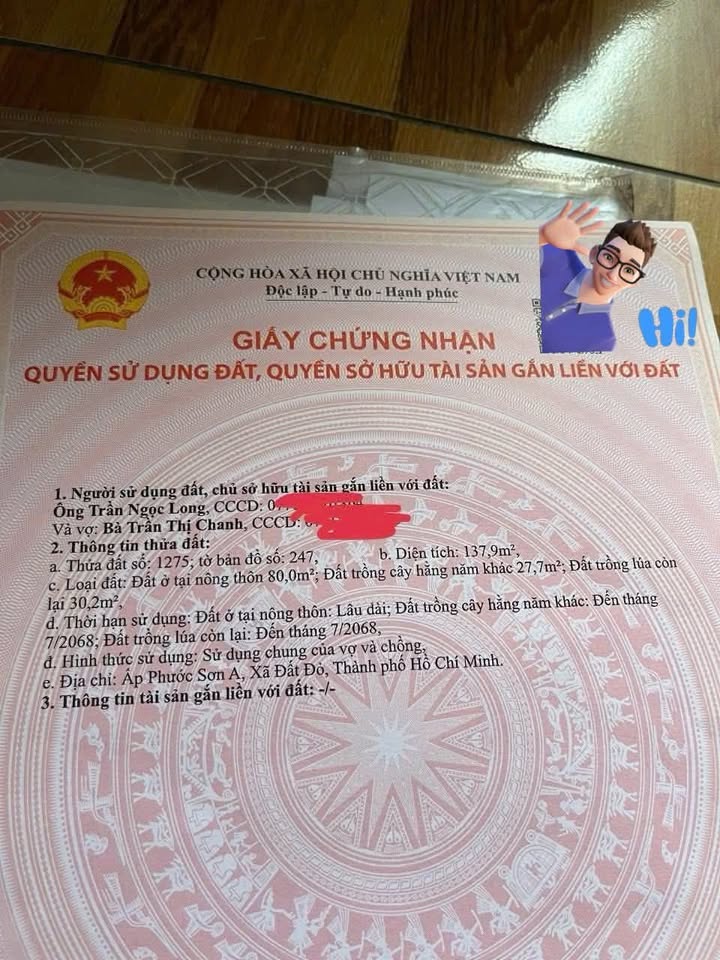 CỘNG HÒA XÃ HỘI CHỦ NGHĨA VIỆT NAM
Độc lập - Tự do - Hạnh phúc
Hi!
GIẤY CHỨNG NHẬN
QUYỀN SỬ DỤNG ĐẤT, QUYỀN SỞ HỮU TÀI SẢN GẮN LIỀN VỚI ĐẤT
1. Người sử dụng đất, chủ sở hữu tài sản gắn liền với đất:
Ông Trần Ngọc Long, CCCD: 0
Và vợ: Bà Trần Thị Chanh, CCCD:
2. Thông tin thửa đất:
a. Thửa đất số: 1275; tờ bản đồ số: 247, b. Diện tích: 137,9m²,
c. Loại đất: Đất ở tại nông thôn 80,0m²; Đất trồng cây hằng năm khác 27,7m²; Đất trồng lúa còn
lại 30,2m²,
d. Thời hạn sử dụng: Đất ở tại nông thôn: Lâu dài; Đất trồng cây hằng năm khác: Đến tháng
7/2068; Đất trồng lúa còn lại: Đến tháng 7/2068,
đ. Hình thức sử dụng: Sử dụng chung của vợ và chồng,
e. Địa chỉ: Ấp Phước Sơn A, Xã Đất Đỏ, Thành phố Hồ Chí Minh.
3. Thông tin tài sản gắn liền với đất: -/-